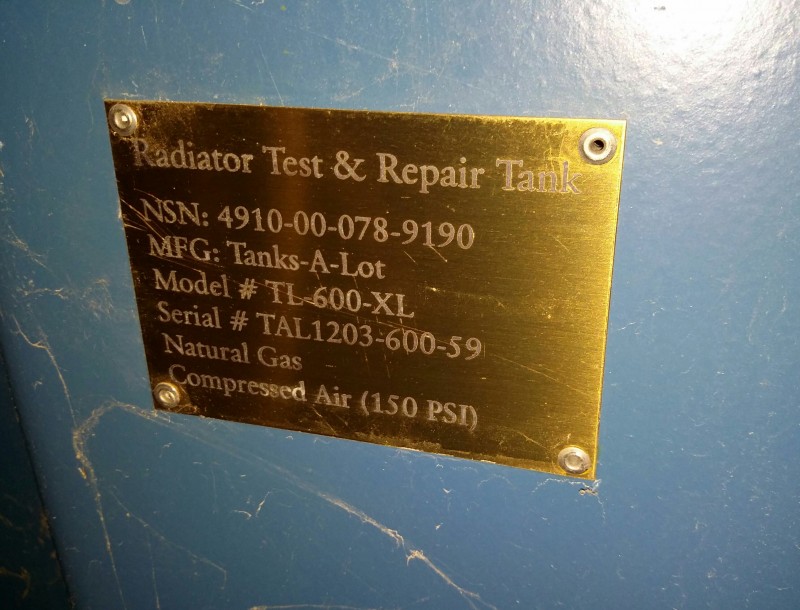 Radiator Test & Repair Tank
NSN: 4910-00-078-9190
MFG: Tanks-A-Lot
Model # TL-600-XL
Serial # TAL1203-600-59
Natural Gas
Compressed Air (150 PSI)